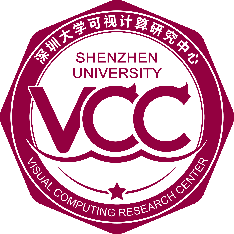 深圳大学可视计算研究中心
SHENZHEN
UNIVERSITY
VCC
VISUAL COMPUTING RESEARCH CENTER